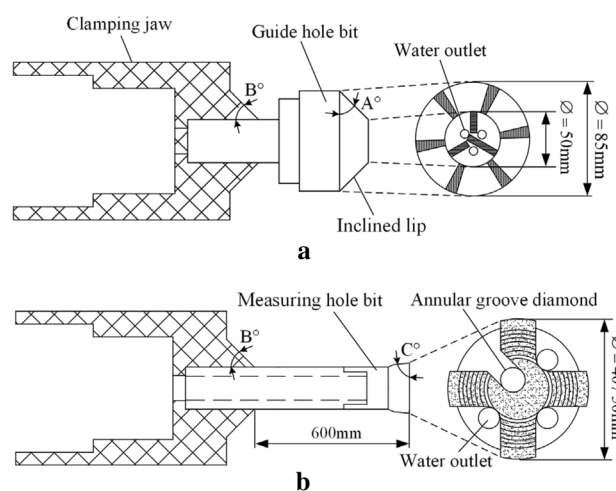 Clamping jaw
Guide hole bit
Water outlet
B°
A°
Ø = 50mm
Ø = 85mm
Inclined lip
a
Measuring hole bit
Annular groove diamond
B°
C°
600mm
Water outlet
b